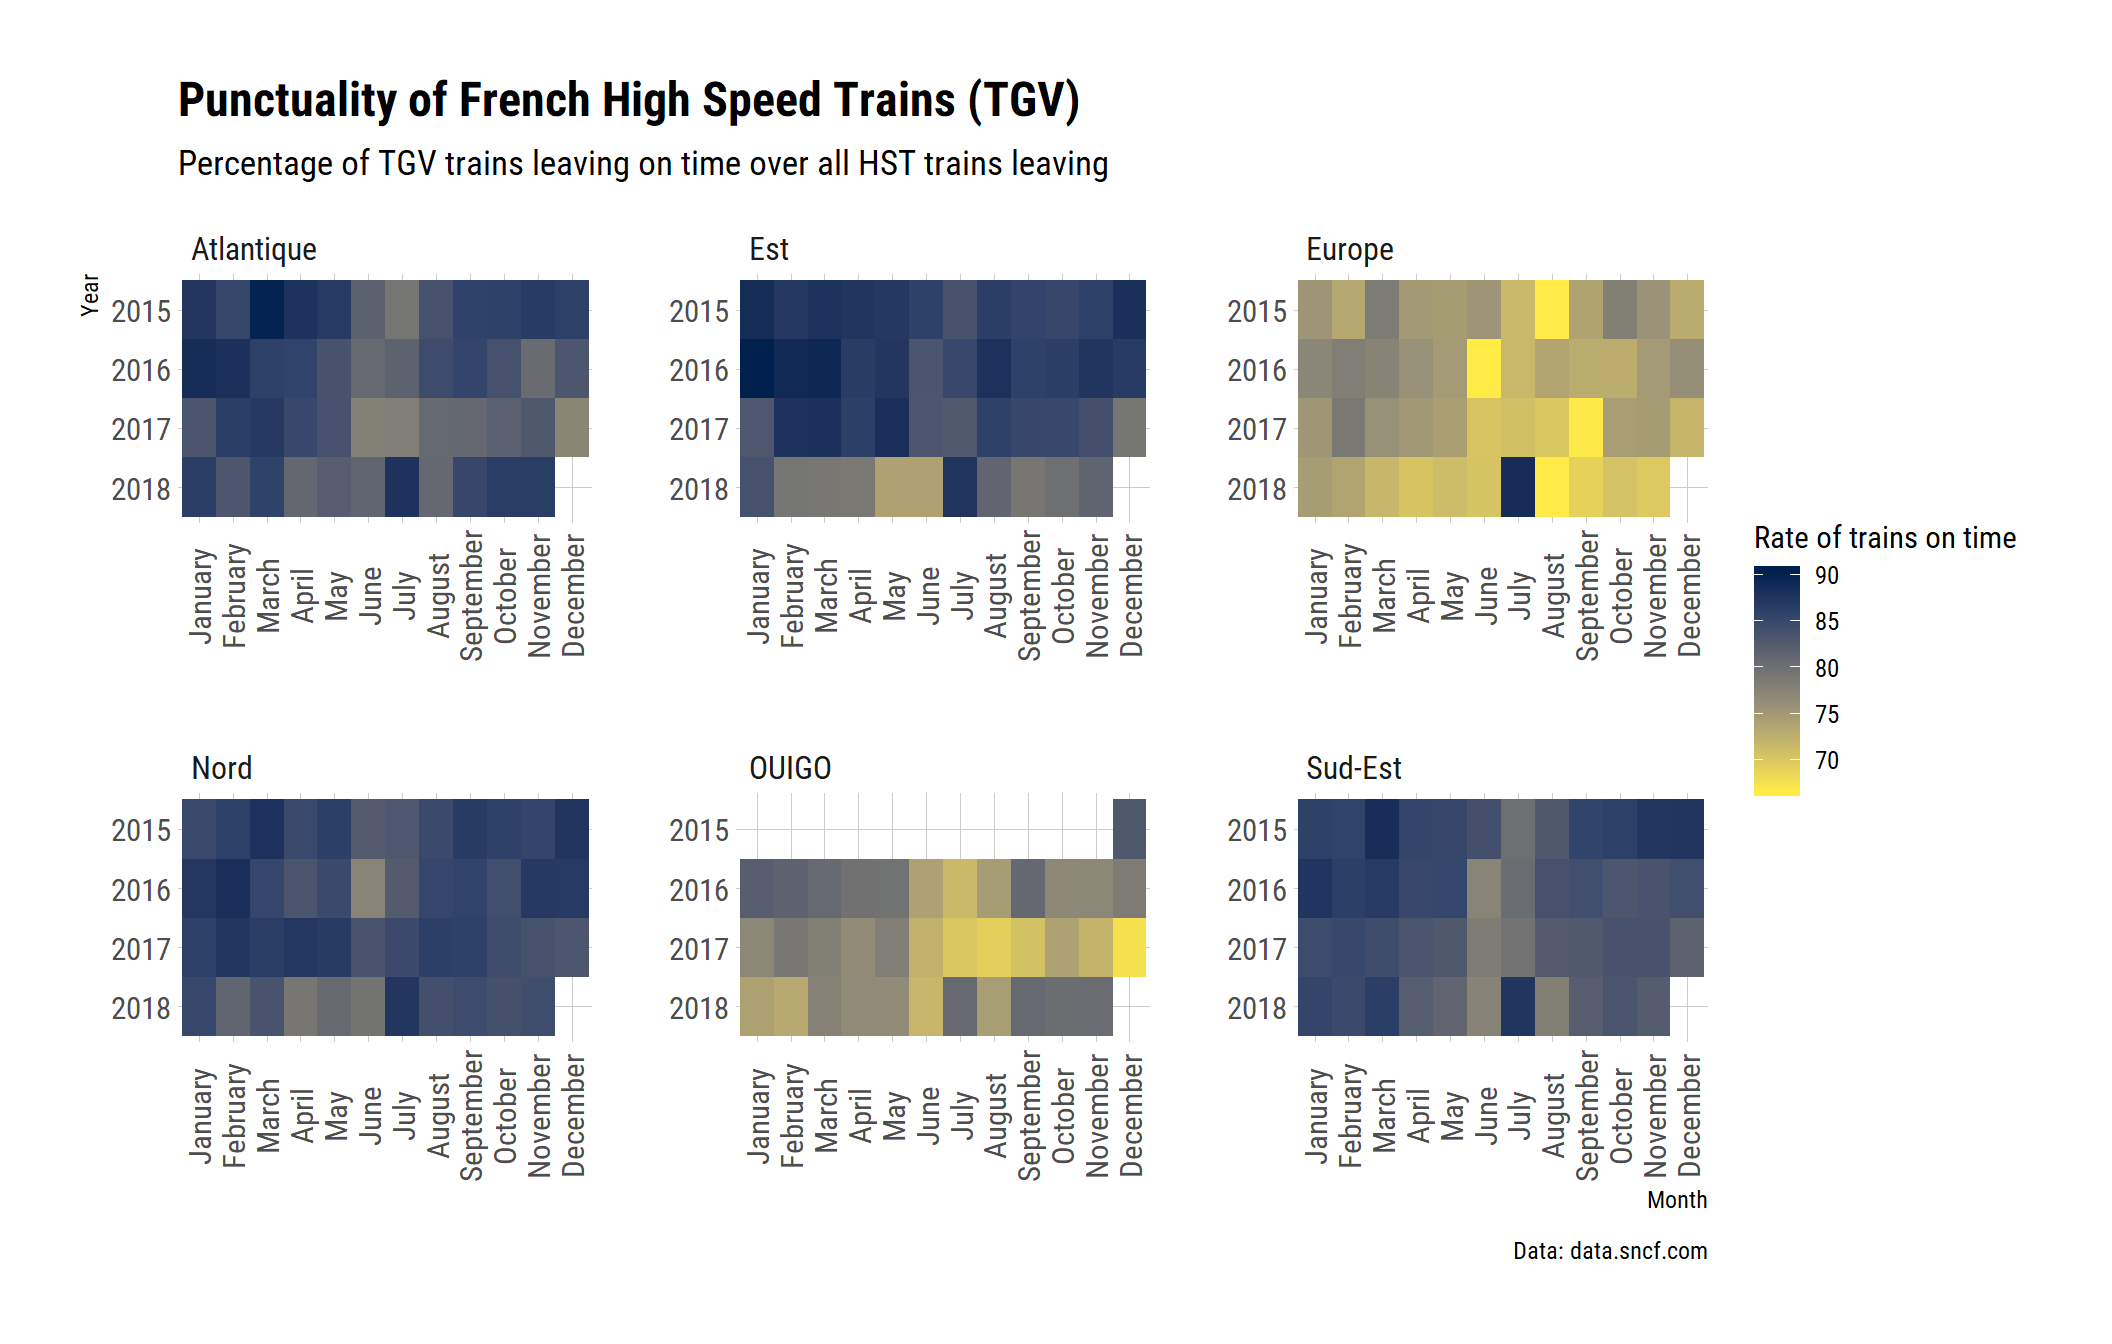 Punctuality of French High Speed Trains (TGV)
Percentage of TGV trains leaving on time over all HST trains leaving
Year
Atlantique
2015
2016
2017
2018
January
February
March
April
May
June
July
August
September
October
November
December
Est
2015
2016
2017
2018
January
February
March
April
May
June
July
August
September
October
November
December
Europe
2015
2016
2017
2018
January
February
March
April
May
June
July
August
September
October
November
December
Rate of trains on time
90
85
80
75
70
Nord
2015
2016
2017
2018
January
February
March
April
May
June
July
August
September
October
November
December
OUIGO
2015
2016
2017
2018
January
February
March
April
May
June
July
August
September
October
November
December
Sud-Est
2015
2016
2017
2018
January
February
March
April
May
June
July
August
September
October
November
December
Month
Data: data.sncf.com